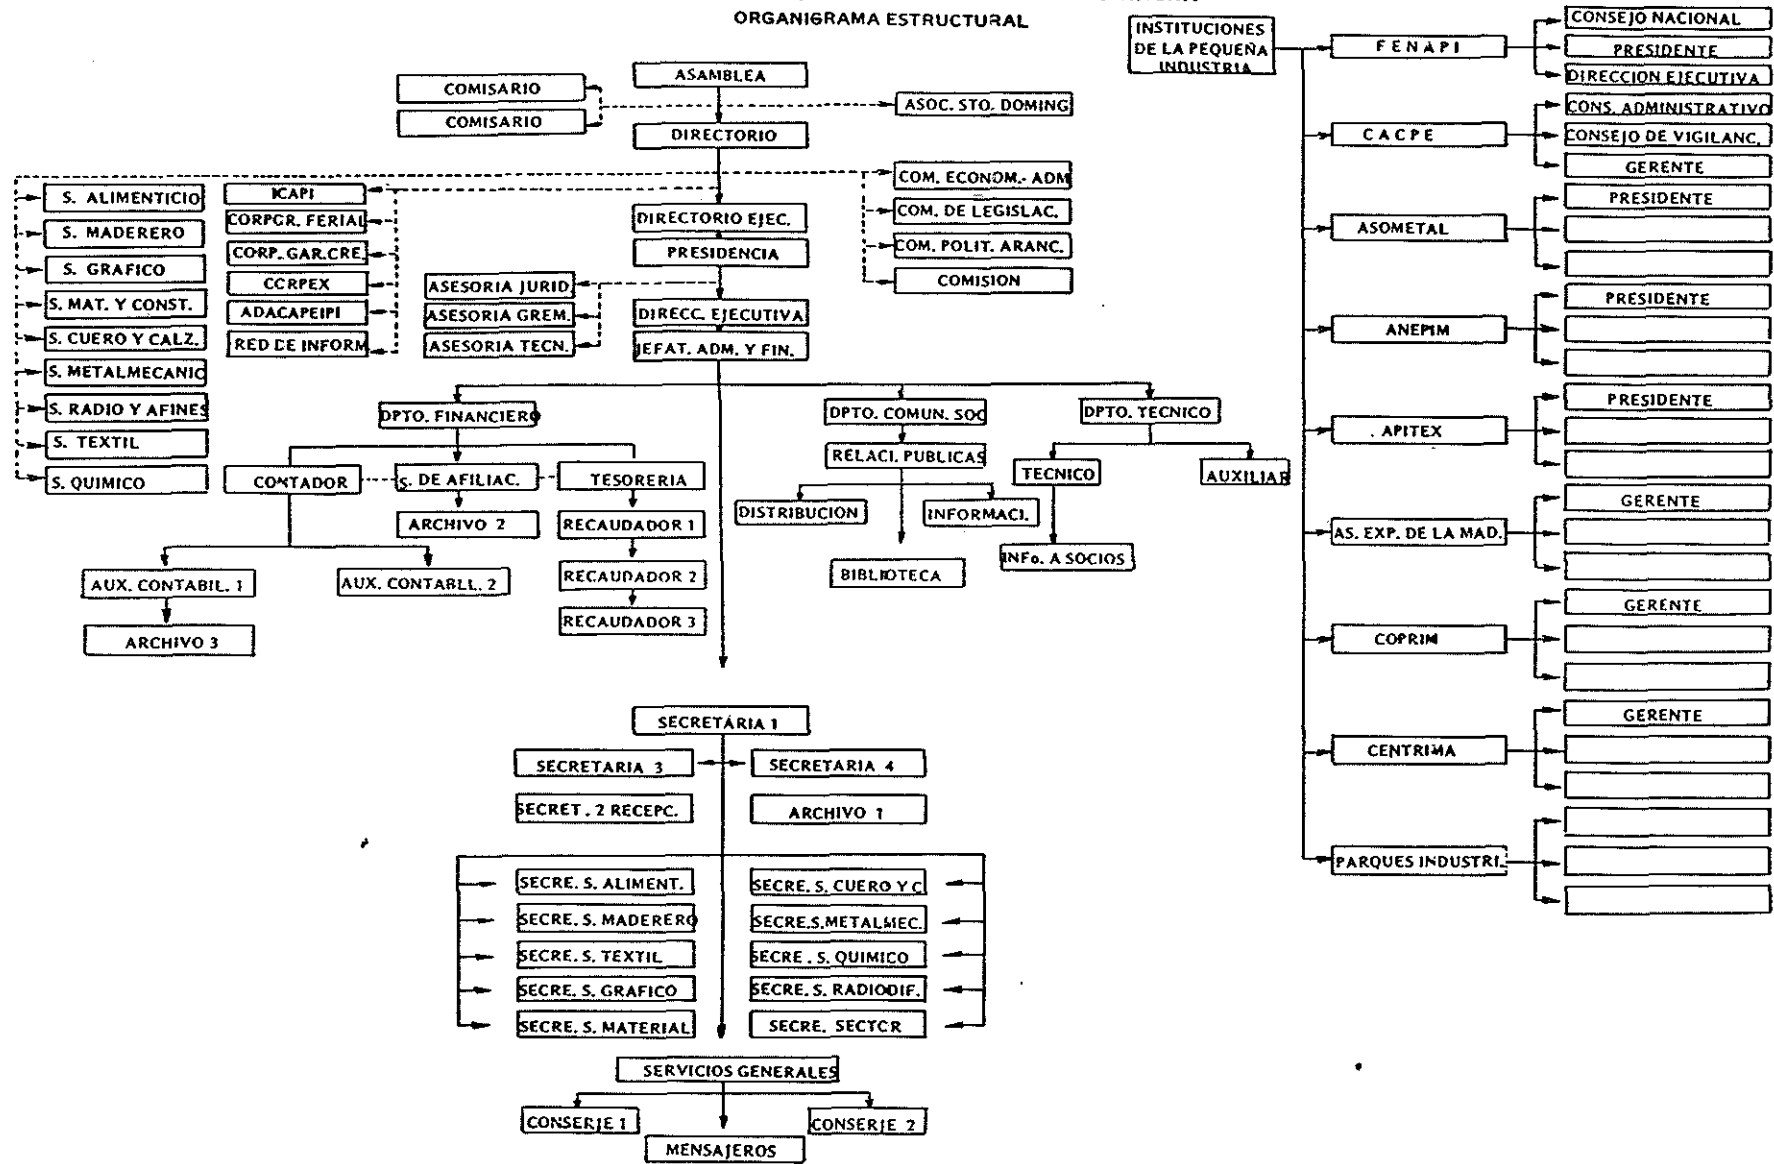 ORGANIGRAMA ESTRUCTURAL
ASAMBLEA
COMISARIO
COMISARIO
ASOC. STO. DOMING
DIRECTORIO
S. ALIMENTICIO
S. MADERERO
S. GRAFICO
S. MAT. Y CONST.
S. CUERO Y CALZ.
S. METALMECANIC
S. RADIO Y AFINES
S. TEXTIL
S. QUIMICO
ICAPI
CORPOR. FERIAL
CORP. GAR.CRE.
CORPEX
ADACAPEIPI
RED DE INFORM
COM. ECONOM.- ADM
COM. DE LEGISLAC.
COM. POLIT. ARANC.
COMISION
DIRECTORIO EJEC.
PRESIDENCIA
ASESORIA JURID.
ASESORIA GREM.
ASESORIA TECN.
DIRECC. EJECUTIVA
JEFAT. ADM. Y FIN.
DPTO. FINANCIERO
DPTO. COMUN. SOC
DPTO. TECNICO
CONTADOR
S. DE AFILIAC.
TESORERIA
RELACI. PUBLICAS
TECNICO
AUXILIAR
ARCHIVO 2
RECAUDADOR 1
DISTRIBUCION
INFORMACI.
AUX. CONTABIL. 1
AUX. CONTABLL. 2
RECAUDADOR 2
BIBLIOTECA
INFo. A SOCIOS
ARCHIVO 3
RECAUDADOR 3
SECRETARIA 1
SECRETARIA 3
SECRETARIA 4
SECRET. 2 RECEPC.
ARCHIVO 1
SECRE. S. ALIMENT.
SECRE. S. MADERERO
SECRE. S. TEXTIL
SECRE. S. GRAFICO
SECRE. S. MATERIAL
SECRE. S. CUERO Y C.
SECRE.S.METALMEC.
SECRE. S. QUIMICO
SECRE. S. RADIODIF.
SECRE. SECTOR
SERVICIOS GENERALES
CONSERJE 1
CONSERJE 2
MENSAJEROS
INSTITUCIONES
DE LA PEQUEÑA
INDUSTRIA
FENAPI
CONSEJO NACIONAL
PRESIDENTE
DIRECCION EJECUTIVA
CACPE
CONS. ADMINISTRATIVO
CONSEJO DE VIGILANC.
GERENTE
ASOMETAL
PRESIDENTE
ANEPIM
PRESIDENTE
APITEX
PRESIDENTE
AS. EXP. DE LA MAD.
GERENTE
COPRIM
GERENTE
CENTRIMA
GERENTE
PARQUES INDUSTRI.